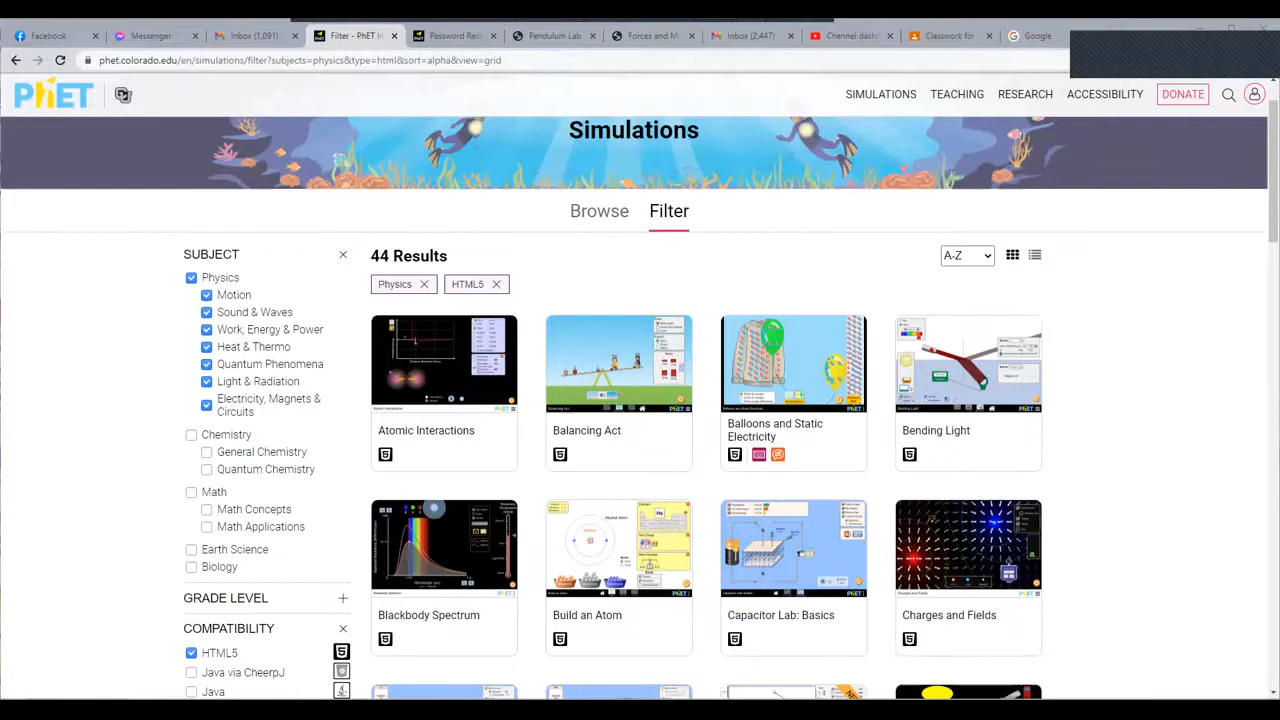 Facebook
Messenger
Inbox (1,091)
Filter - PhET In
Password Res
Pendulum Lab
Forces and M
Inbox (2,447)
Channel dashb
Classwork for
Google
phet.colorado.edu/en/simulations/filter?subjects=physics&type=html&sort=alpha&view=grid
PhET
SIMULATIONS
TEACHING
RESEARCH
ACCESSIBILITY
DONATE
Simulations
Browse
Filter
SUBJECT
Physics
Motion
Sound & Waves
Work, Energy & Power
Heat & Thermo
Quantum Phenomena
Light & Radiation
Electricity, Magnets &
Circuits
Chemistry
General Chemistry
Quantum Chemistry
Math
Math Concepts
Math Applications
Earth Science
Biology
GRADE LEVEL
COMPATIBILITY
HTML5
Java via CheerpJ
Java
44 Results
A-Z
Physics
HTML5
Atomic Interactions
Balancing Act
Balloons and Static
Electricity
Bending Light
Blackbody Spectrum
Build an Atom
Capacitor Lab: Basics
Charges and Fields